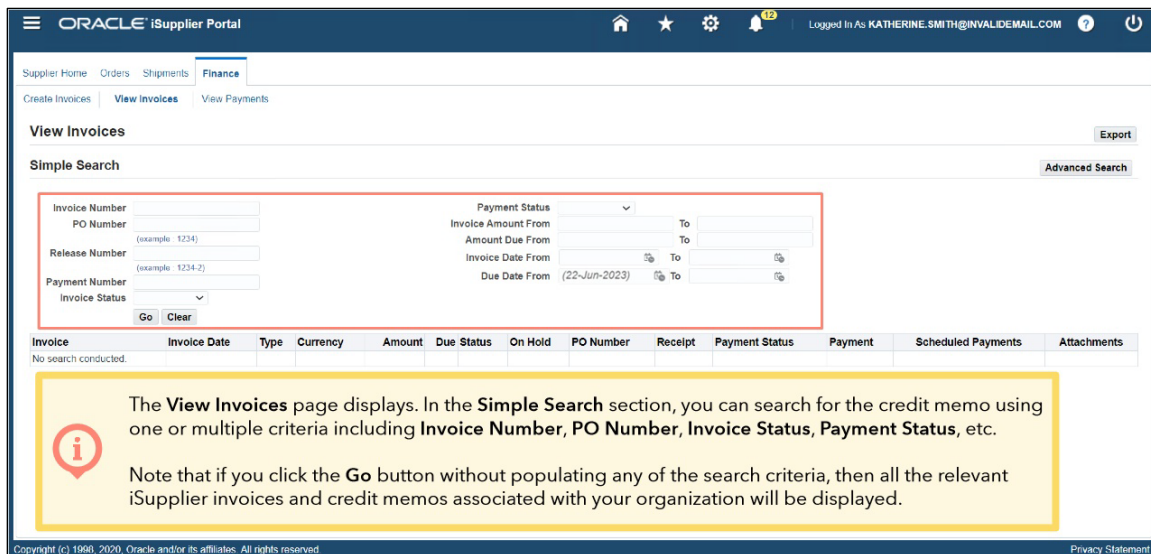 ORACLE® iSupplier Portal
12
Logged In As KATHERINE.SMITH@INVALIDEMAIL.COM
?
Supplier Home Orders Shipments Finance
Create Invoices View Invoices View Payments
View Invoices
Export
Simple Search
Advanced Search
Invoice Number
PO Number
(example : 1234)
Release Number
(example : 1234-2)
Payment Number
Invoice Status
Go Clear
Payment Status
Invoice Amount From To
Amount Due From To
Invoice Date From To
Due Date From (22-Jun-2023) To
Invoice Invoice Date Type Currency Amount Due Status On Hold PO Number Receipt Payment Status Payment Scheduled Payments Attachments
No search conducted.
i
The View Invoices page displays. In the Simple Search section, you can search for the credit memo using
one or multiple criteria including Invoice Number, PO Number, Invoice Status, Payment Status, etc.
Note that if you click the Go button without populating any of the search criteria, then all the relevant
iSupplier invoices and credit memos associated with your organization will be displayed.
Copyright (c) 1998, 2020, Oracle and/or its affiliates. All rights reserved.
Privacy Statement